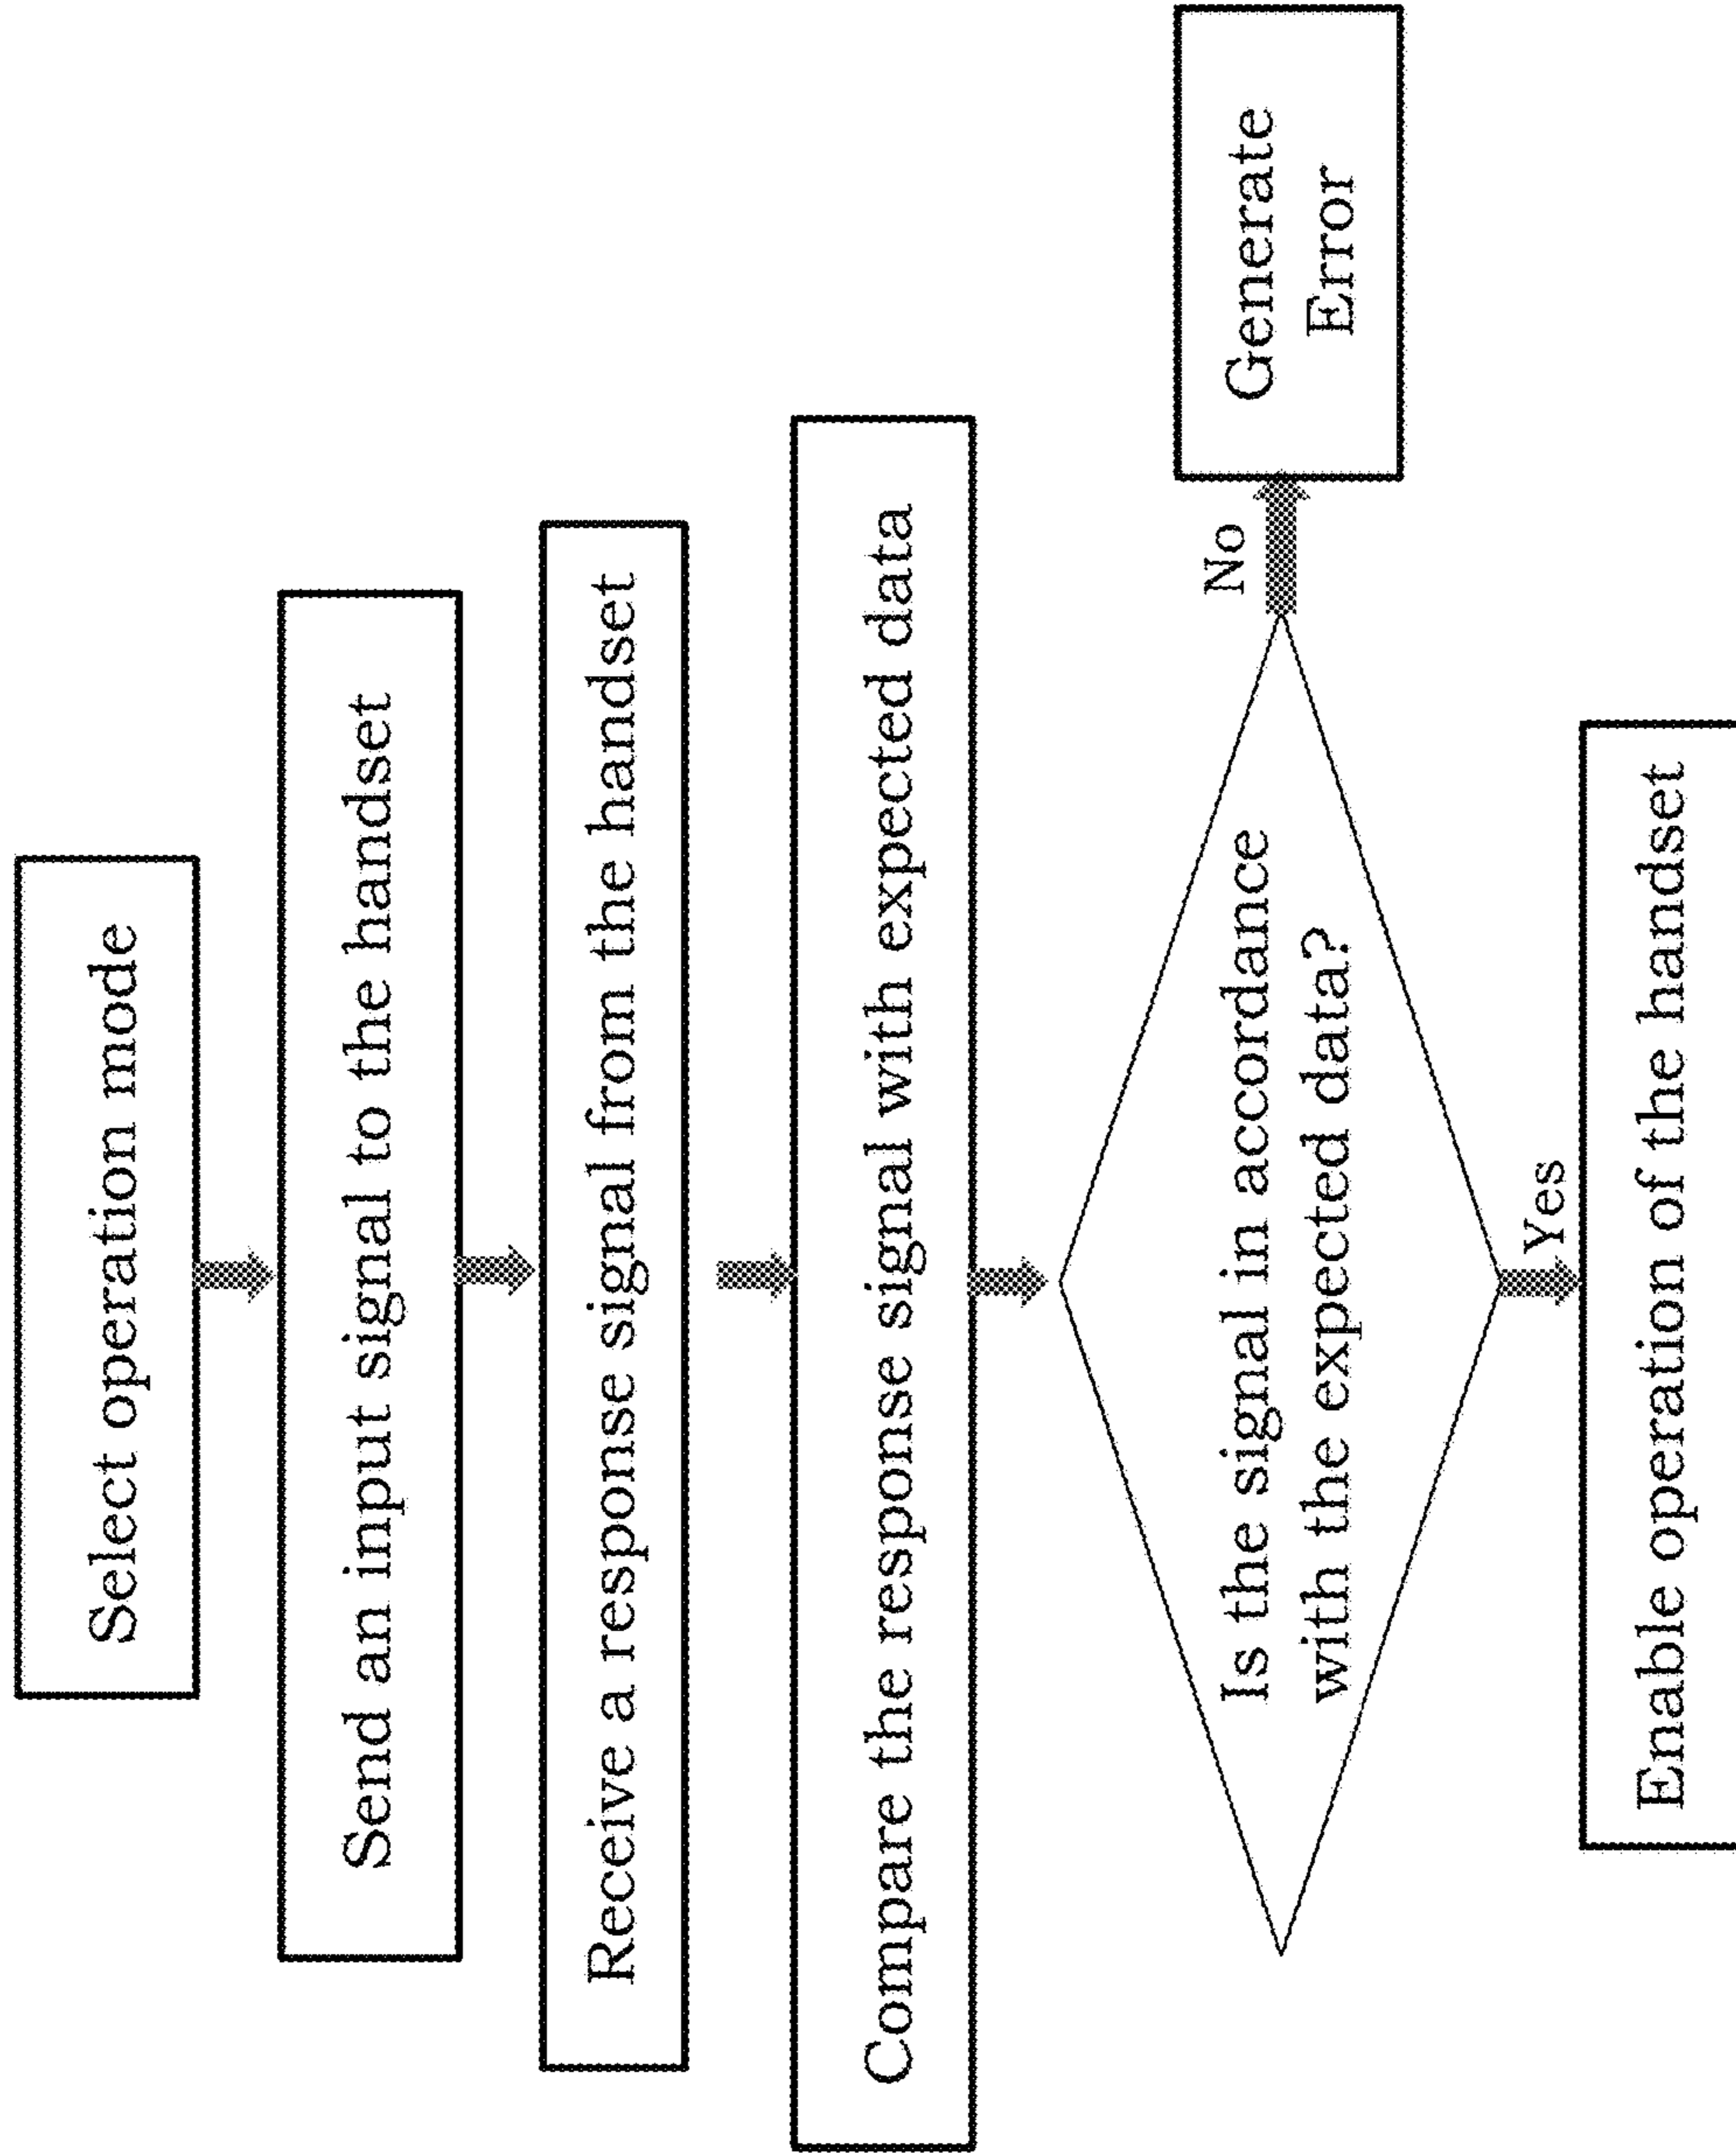 Select operation mode
Send an input signal to the handset
Receive a response signal from the handset
Compare the response signal with expected data
Is the signal in accordance
with the expected data?
No
Generate
Error
Yes
Enable operation of the handset